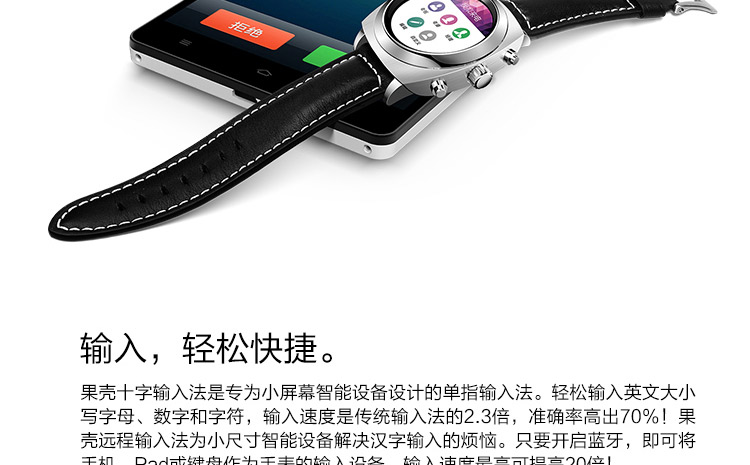 拒绝
输入，轻松快捷。
果壳十字输入法是专为小屏幕智能设备设计的单指输入法。轻松输入英文大小
写字母、数字和字符，输入速度是传统输入法的2.3倍，准确率高出70%！果
壳远程输入法为小尺寸智能设备解决汉字输入的烦恼。只要开启蓝牙，即可将
手机、Pad或键盘作为手表的输入设备，输入速度最高可提高20倍！